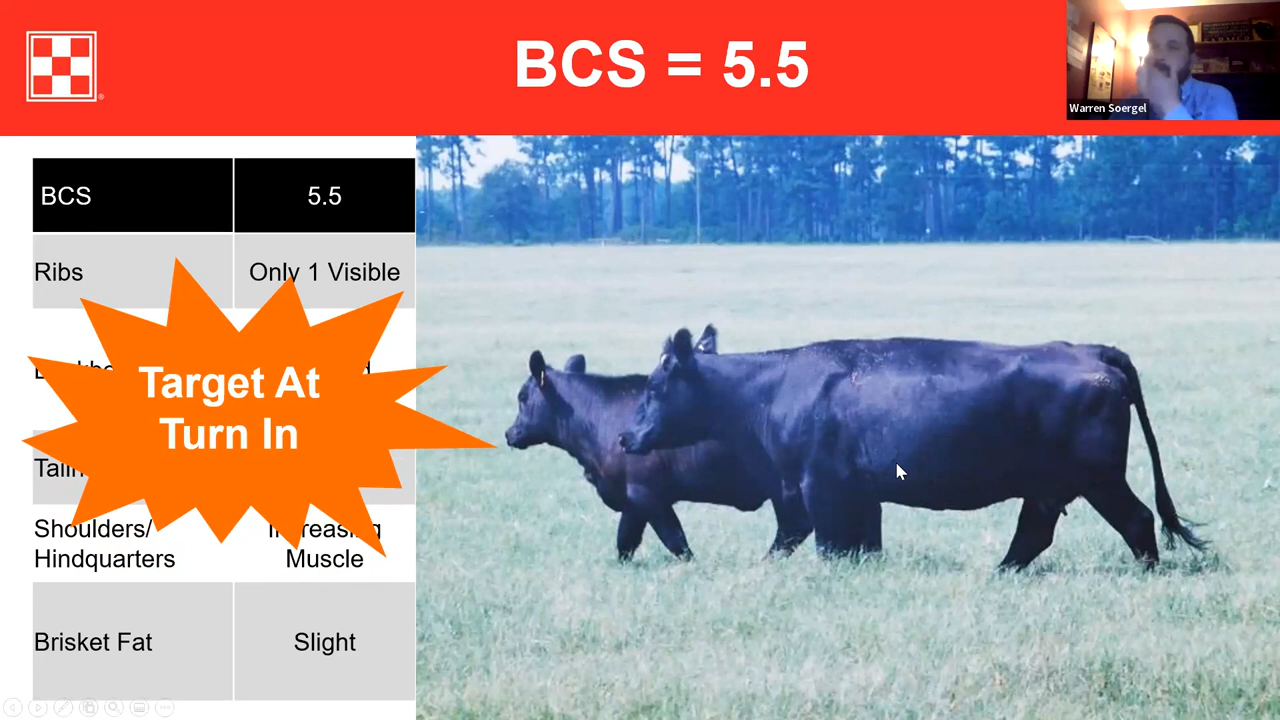 BCS = 5.5
Warren Soergel
BCS 5.5
Ribs Only 1 Visible
Target At
Turn In
Shoulders/
Hindquarters
Muscle
Brisket Fat Slight